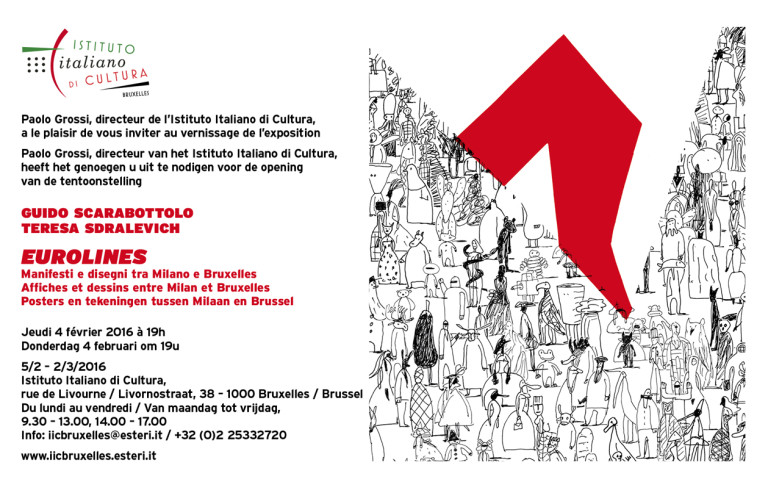 ISTITUTO
italiano
DI CULTURA
BRUXELLES
Paolo Grossi, directeur de l'Istituto Italiano di Cultura,
a le plaisir de vous inviter au vernissage de l'exposition
Paolo Grossi, directeur van het Istituto Italiano di Cultura,
heeft het genoegen u uit te nodigen voor de opening
van de tentoonstelling
GUIDO SCARABOTTOLO
TERESA SDRALEVICH
EUROLINES
Manifesti e disegni tra Milano e Bruxelles
Affiches et dessins entre Milan et Bruxelles
Posters en tekeningen tussen Milaan en Brussel
Jeudi 4 février 2016 à 19h
Donderdag 4 februari om 19u
5/2 – 2/3/2016
Istituto Italiano di Cultura,
rue de Livourne / Livornostraat, 38 – 1000 Bruxelles / Brussel
Du lundi au vendredi / Van maandag tot vrijdag,
9.30 – 13.00, 14.00 – 17.00
Info: iicbruxelles@esteri.it / +32 (0)2 25332720
www.iicbruxelles.esteri.it